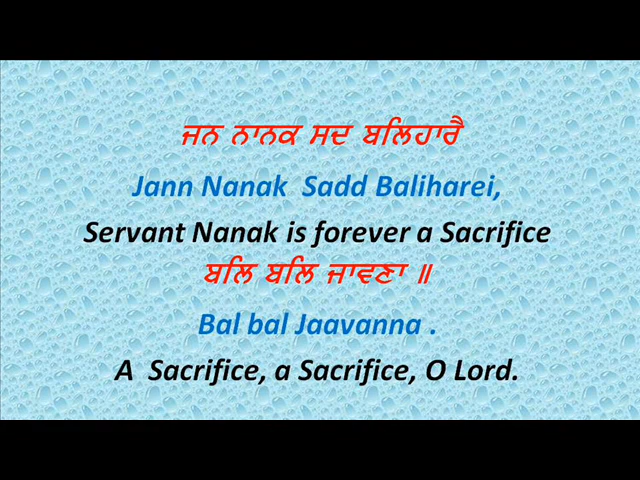 ਜਨ ਨਾਨਕ ਸਦ ਬਲਿਹਾਰੈ
Jann Nanak Sadd Baliharei,
Servant Nanak is forever a Sacrifice
ਬਲਿ ਬਲਿ ਜਾਵਣਾ ॥
Bal bal Jaavanna .
A Sacrifice, a Sacrifice, O Lord.